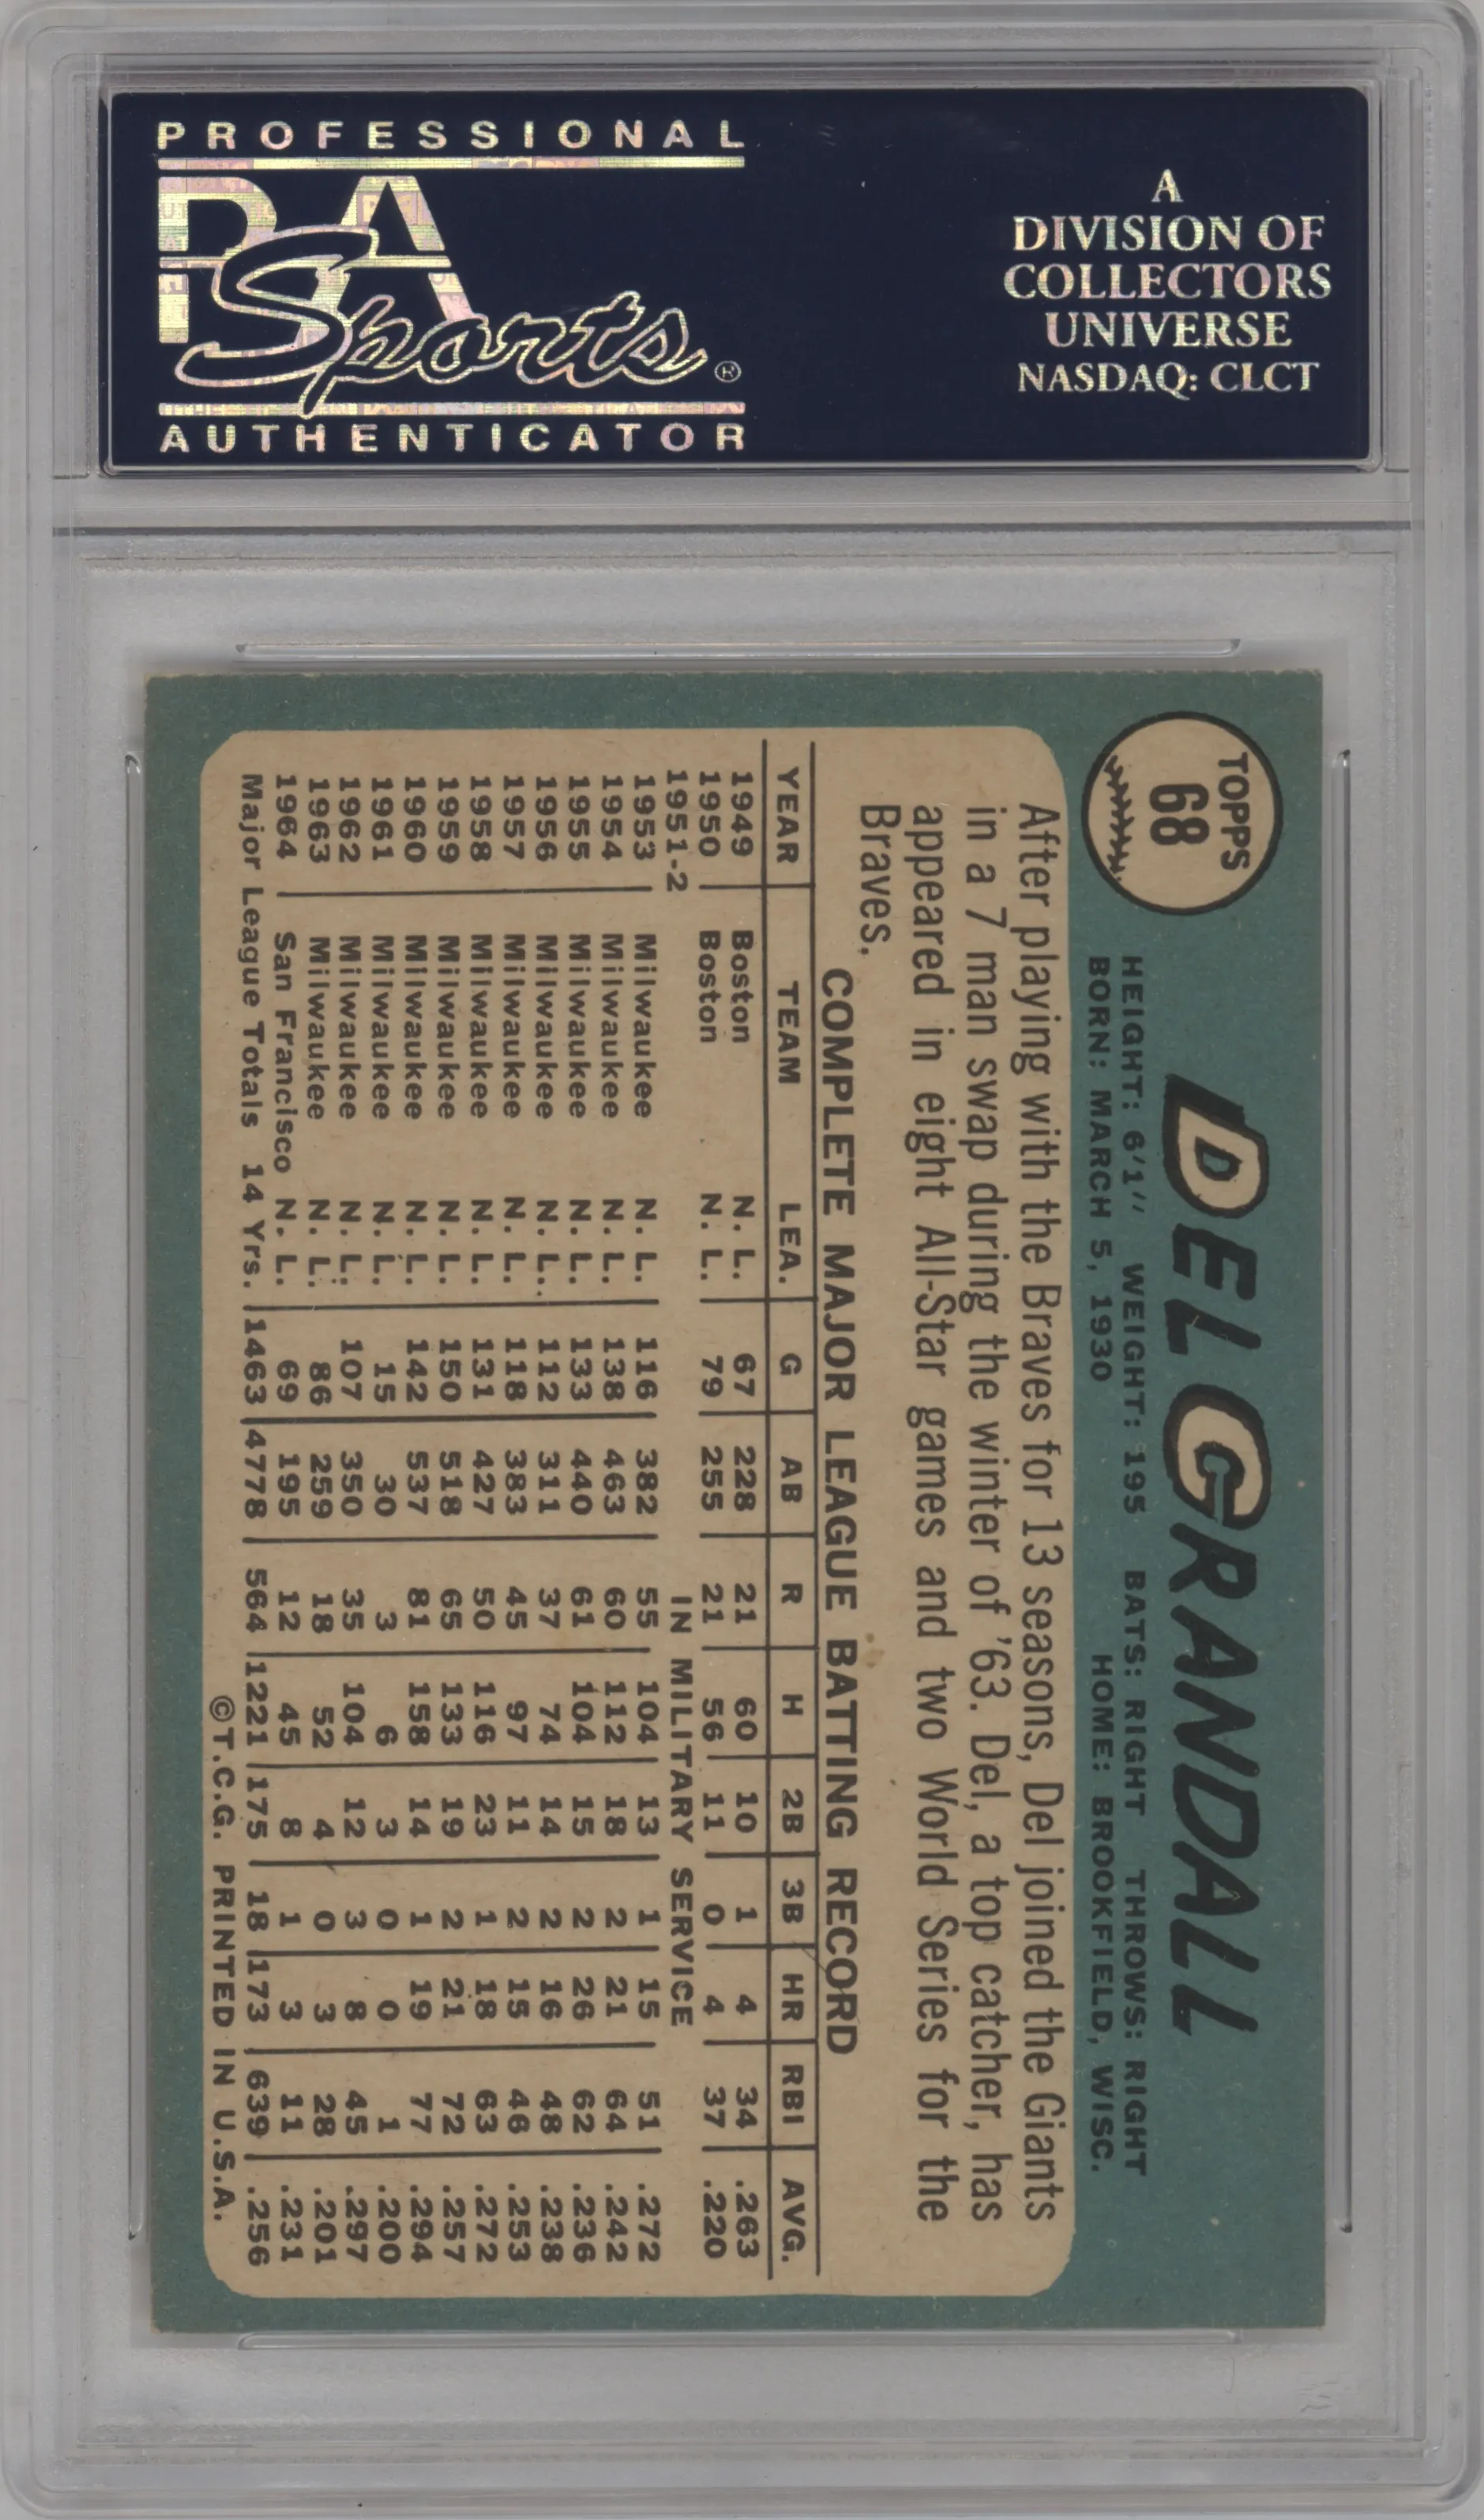 PROFESSIONAL
PSA
Sports®
AUTHENTICATOR
A
DIVISION OF
COLLECTORS
UNIVERSE
NASDAQ: CLCT
TOPPS
68
DEL CRANDALL
HEIGHT: 6'1" WEIGHT: 195 BATS: RIGHT THROWS: RIGHT
BORN: MARCH 5, 1930 HOME: BROOKFIELD, WISC.
After playing with the Braves for 13 seasons, Del joined the Giants
in a 7 man swap during the winter of '63. Del, a top catcher, has
appeared in eight All-Star games and two World Series for the
Braves.
COMPLETE MAJOR LEAGUE BATTING RECORD
YEAR TEAM LEA. G AB R H 2B 3B HR RBI AVG.
1949 Boston N. L. 67 228 21 60 10 1 4 34 .263
1950 Boston N. L. 79 255 21 56 11 0 4 37 .220
1951-2 IN MILITARY SERVICE
1953 Milwaukee N. L. 116 382 55 104 13 1 15 51 .272
1954 Milwaukee N. L. 138 463 60 112 18 2 21 64 .242
1955 Milwaukee N. L. 133 440 61 104 15 2 26 62 .236
1956 Milwaukee N. L. 112 311 37 74 14 2 16 48 .238
1957 Milwaukee N. L. 118 383 45 97 11 2 15 46 .253
1958 Milwaukee N. L. 131 427 50 116 23 1 18 63 .272
1959 Milwaukee N. L. 150 518 65 133 19 2 21 72 .257
1960 Milwaukee N. L. 142 537 81 158 14 1 19 77 .294
1961 Milwaukee N. L. 15 30 3 6 3 0 0 1 .200
1962 Milwaukee N. L. 107 350 35 104 12 3 8 45 .297
1963 Milwaukee N. L. 86 259 18 52 4 0 3 28 .201
1964 San Francisco N. L. 69 195 12 45 8 1 3 11 .231
Major League Totals 14 Yrs. 1463 4778 564 1221 175 18 173 639 .256
©T.C.G. PRINTED IN U.S.A.